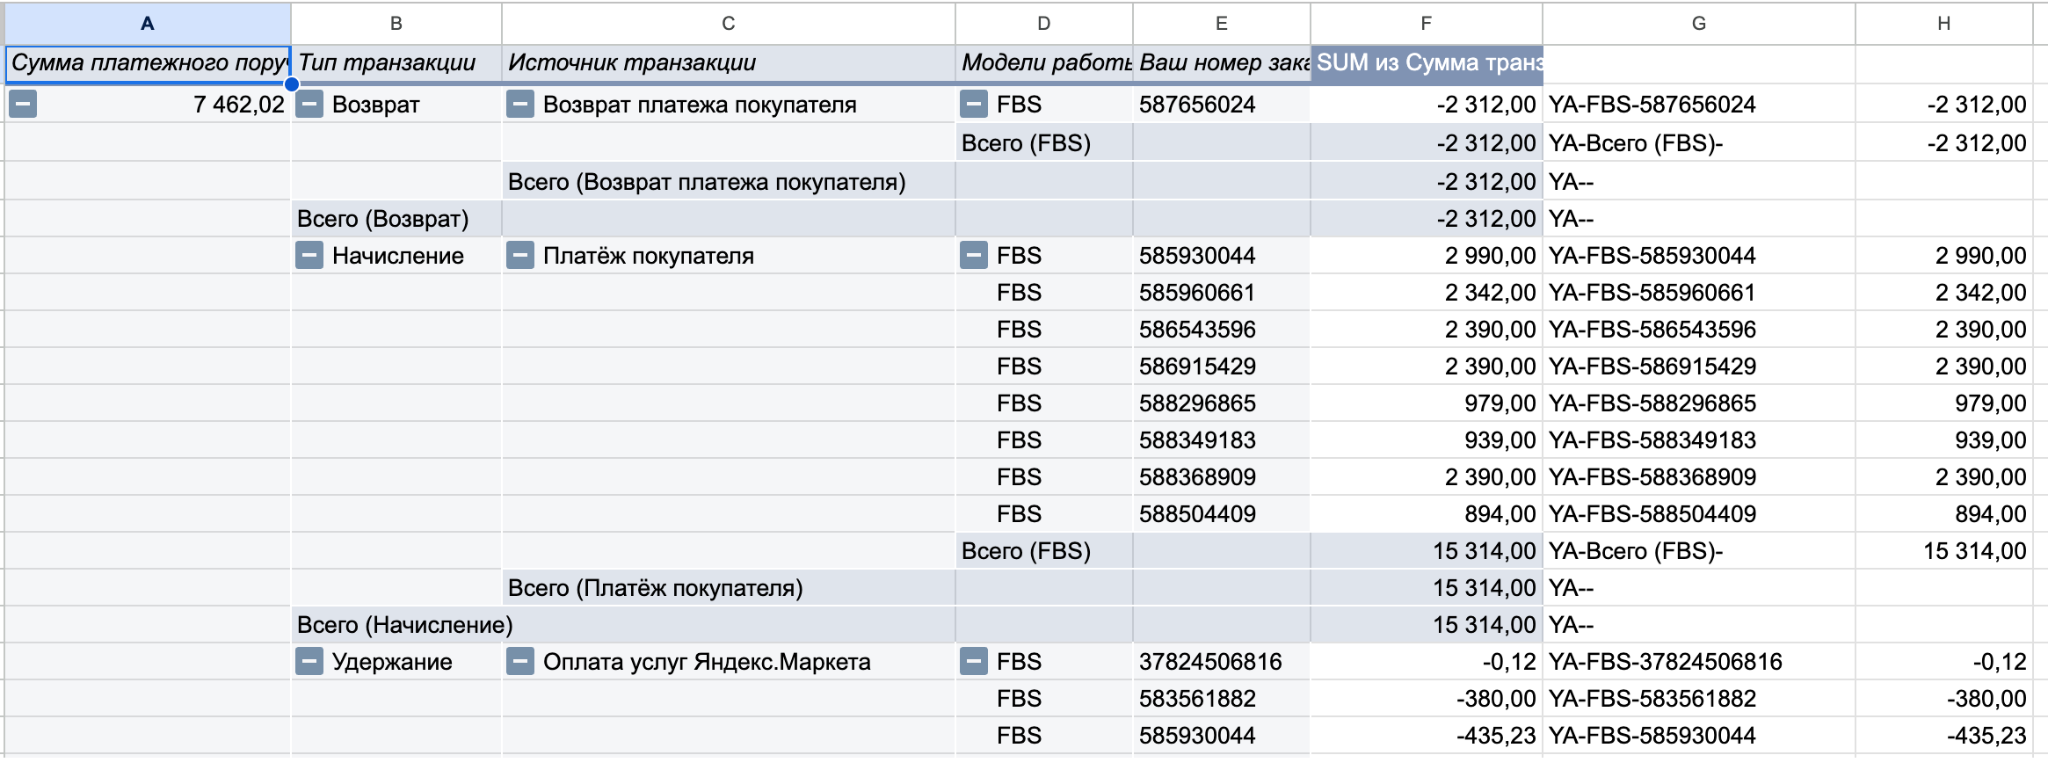 A B C D E F G H
Сумма платежного пору Тип транзакции Источник транзакции Модели работь Ваш номер зака SUM из Сумма транз
7 462,02 Возврат Возврат платежа покупателя FBS 587656024 -2 312,00 YA-FBS-587656024 -2 312,00
Всего (FBS) -2 312,00 YA-Всего (FBS)- -2 312,00
Всего (Возврат платежа покупателя) -2 312,00 YA--
Всего (Возврат) -2 312,00 YA--
Начисление Платёж покупателя FBS 585930044 2 990,00 YA-FBS-585930044 2 990,00
FBS 585960661 2 342,00 YA-FBS-585960661 2 342,00
FBS 586543596 2 390,00 YA-FBS-586543596 2 390,00
FBS 586915429 2 390,00 YA-FBS-586915429 2 390,00
FBS 588296865 979,00 YA-FBS-588296865 979,00
FBS 588349183 939,00 YA-FBS-588349183 939,00
FBS 588368909 2 390,00 YA-FBS-588368909 2 390,00
FBS 588504409 894,00 YA-FBS-588504409 894,00
Всего (FBS) 15 314,00 YA-Всего (FBS)- 15 314,00
Всего (Платёж покупателя) 15 314,00 YA--
Всего (Начисление) 15 314,00 YA--
Удержание Оплата услуг Яндекс.Маркета FBS 37824506816 -0,12 YA-FBS-37824506816 -0,12
FBS 583561882 -380,00 YA-FBS-583561882 -380,00
FBS 585930044 -435,23 YA-FBS-585930044 -435,23